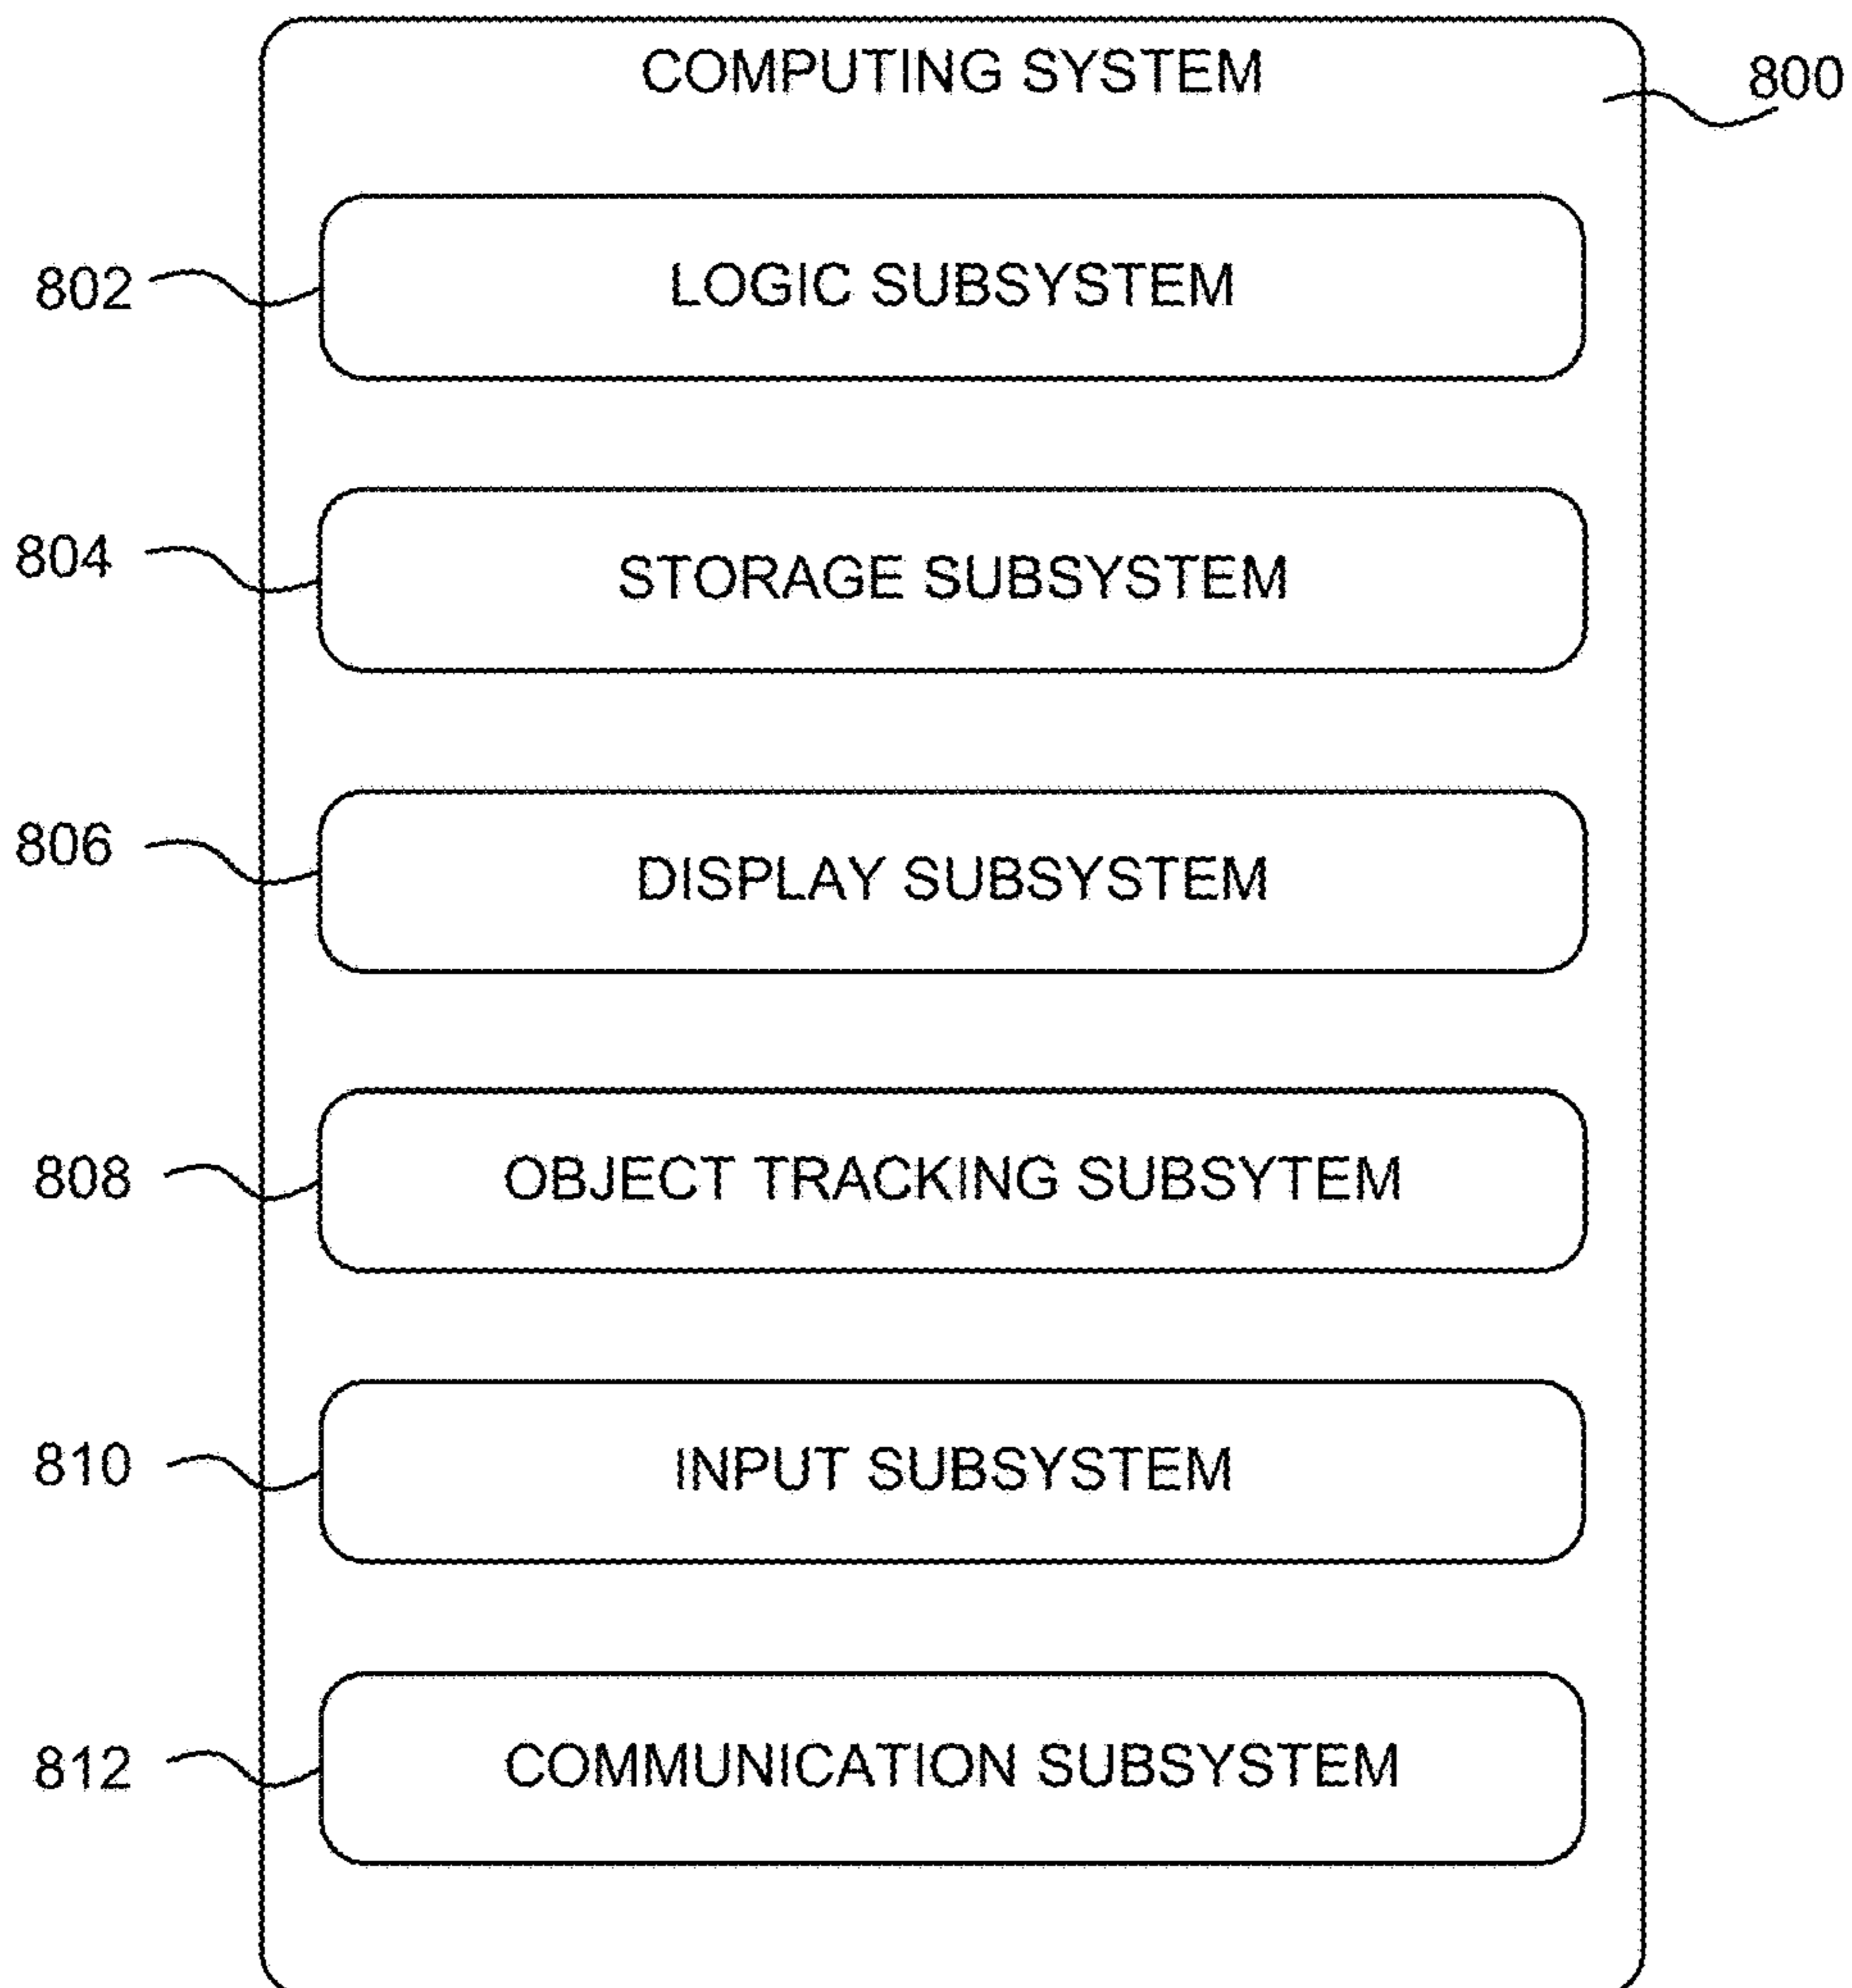 COMPUTING SYSTEM
800
802
LOGIC SUBSYSTEM
804
STORAGE SUBSYSTEM
806
DISPLAY SUBSYSTEM
808
OBJECT TRACKING SUBSYTEM
810
INPUT SUBSYSTEM
812
COMMUNICATION SUBSYSTEM